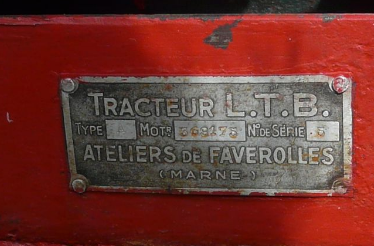 TRACTEUR L.T.B.
TYPE MOTR. N° DE SÉRIE
ATELIERS DE FAVEROLLES
(MARNE)